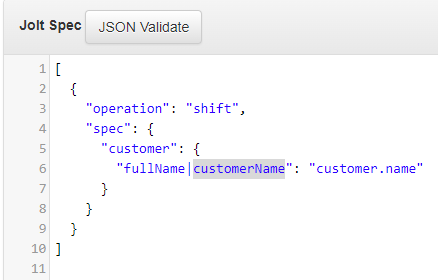 Jolt Spec JSON Validate
1 [
2 {
3 "operation": "shift",
4 "spec": {
5 "customer": {
6 "fullName|customerName": "customer.name"
7 }
8 }
9 }
10 ]
11